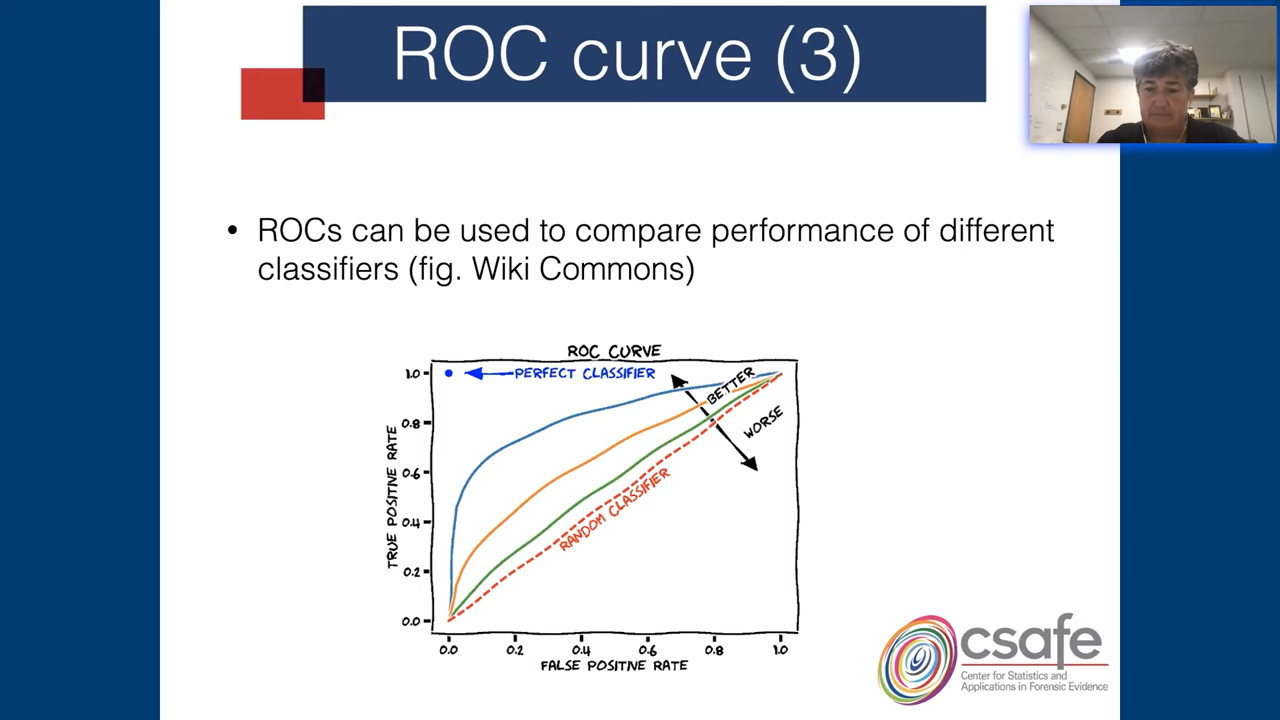 ROC curve (3)
• ROCs can be used to compare performance of different
classifiers (fig. Wiki Commons)
ROC CURVE
PERFECT CLASSIFIER
BETTER
WORSE
RANDOM CLASSIFIER
TRUE POSITIVE RATE
1.0
0.8
0.6
0.4
0.2
0.0
0.0 0.2 0.4 0.6 0.8 1.0
FALSE POSITIVE RATE
csafe
Center for Statistics and
Applications in Forensic Evidence